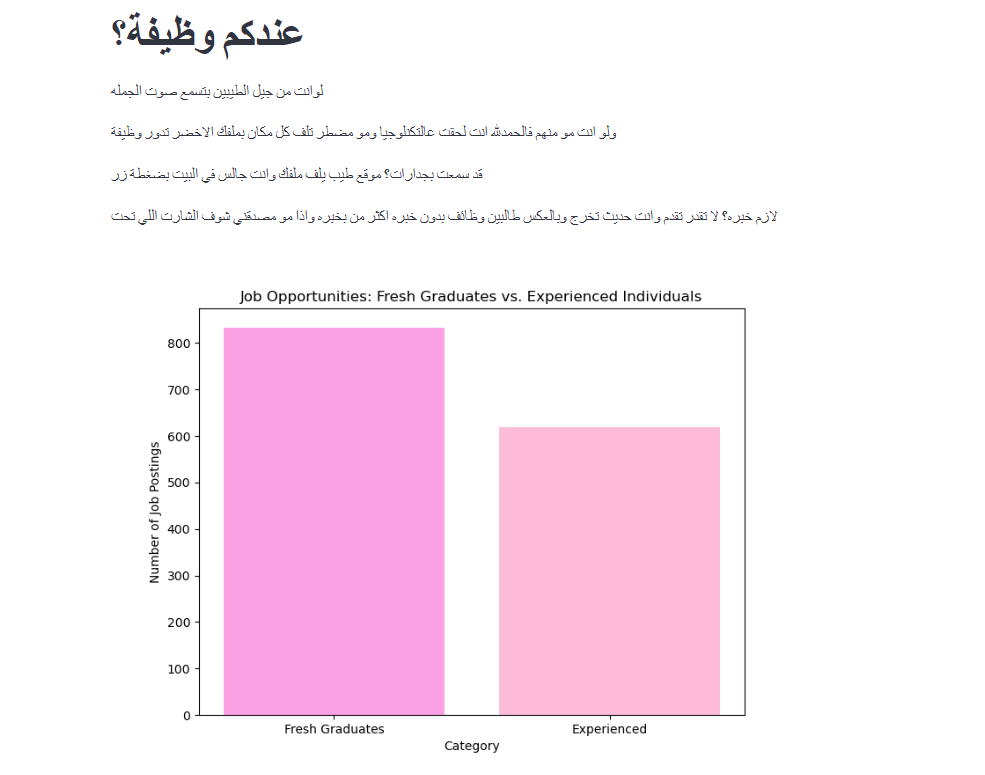 عندكم وظيفة؟
لوانت من جيل الطيبين بتسمع صوت الجمله
ولو انت مو منهم فالحمدلله انت لحقت عالتكنلوجيا ومو مضطر تلف كل مكان بملفك الاخضر تدور وظيفة
قد سمعت بجدارات؟ موقع طيب يلف ملفك وانت جالس في البيت بضغطة زر
لازم خبره؟ لا تقدر تقدم وانت حديث تخرج وبالعكس طالبين وظائف بدون خبره اكثر من بخبره واذا مو مصدقني شوف الشارت اللي تحت
Job Opportunities: Fresh Graduates vs. Experienced Individuals
Number of Job Postings
800
700
600
500
400
300
200
100
0
Fresh Graduates Experienced
Category